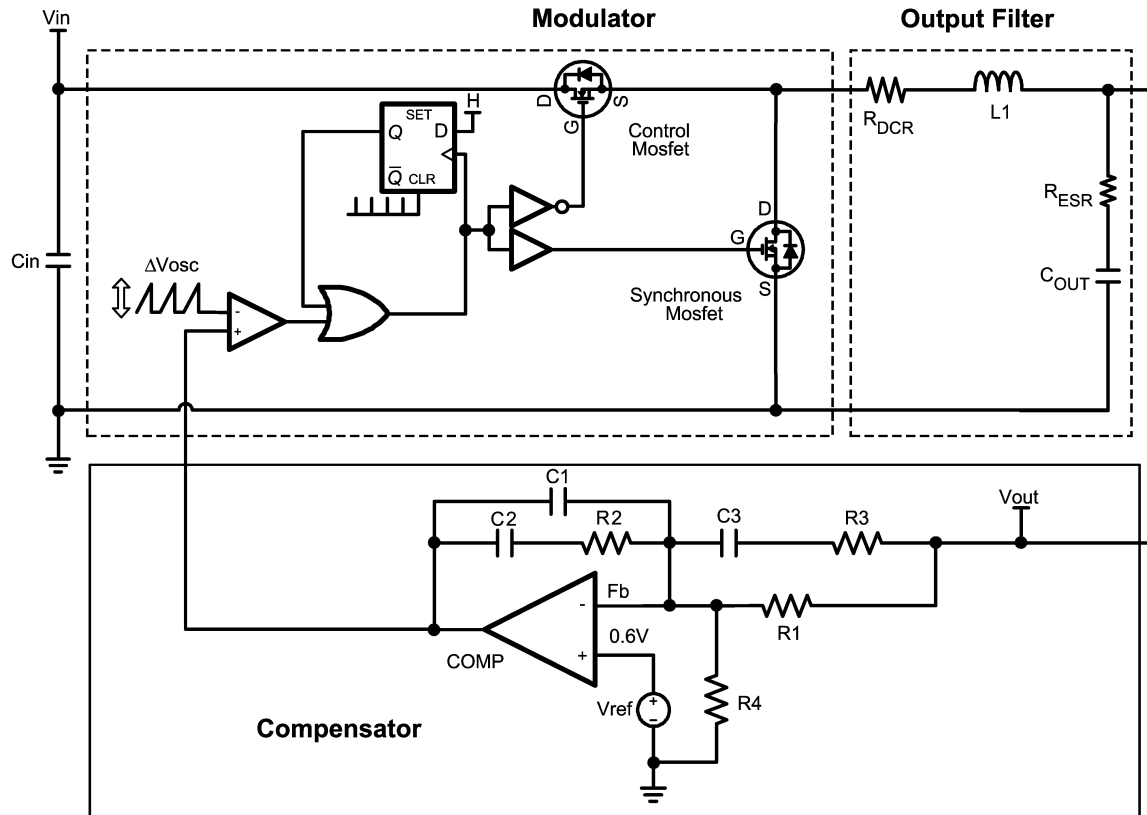 Vin
Modulator
Output Filter
D
S
G
H
SET
Q
D
Q̅ CLR
Control
Mosfet
RDCR
L1
RESR
COUT
D
G
S
Cin
ΔVosc
-
+
Synchronous
Mosfet
C1
C2
R2
C3
R3
Vout
Fb
-
0.6V
+
R1
COMP
Vref
+
–
R4
Compensator